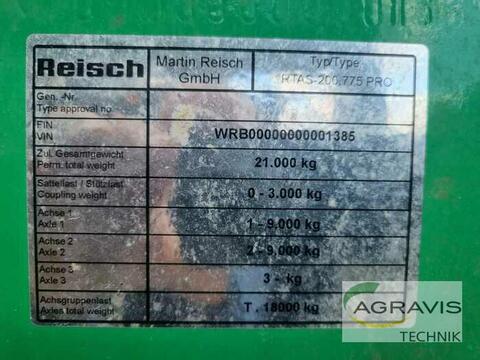 Reisch
Martin Reisch
GmbH
Typ/Type
RTAS-200.775 PRO
Gen. -Nr.
Type approval no
FIN
VIN
WRB00000000001385
Zul. Gesamtgewicht
Perm. total weight
21.000 kg
Sattellast / Stützlast
Coupling weight
0 - 3.000 kg
Achse 1
Axle 1
1 - 9.000 kg
Achse 2
Axle 2
2 - 9.000 kg
Achse 3
Axle 3
3 - kg
Achsgruppenlast
Axles total weight
T . 18000 kg
AGRAVIS
TECHNIK